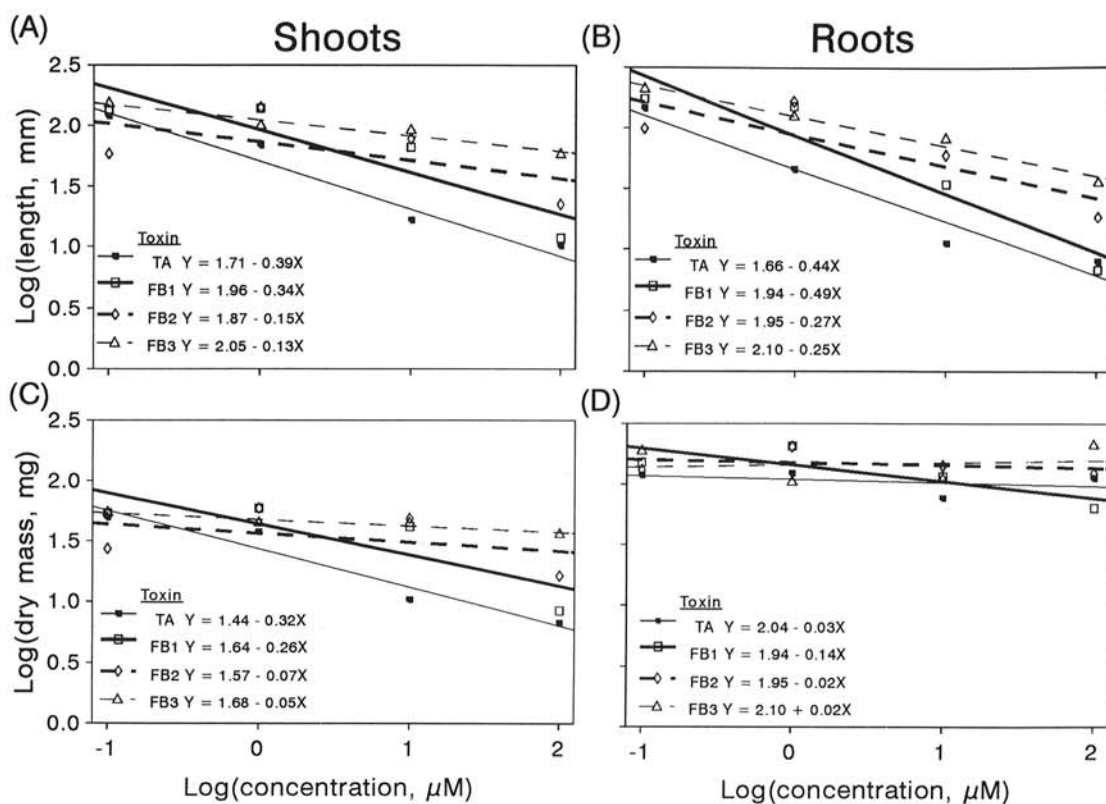 (A) Shoots
(B) Roots
2.5
2.0
1.5
1.0
0.5
0.0
Log(length, mm)
Toxin
TA Y = 1.71 - 0.39X
FB1 Y = 1.96 - 0.34X
FB2 Y = 1.87 - 0.15X
FB3 Y = 2.05 - 0.13X
Toxin
TA Y = 1.66 - 0.44X
FB1 Y = 1.94 - 0.49X
FB2 Y = 1.95 - 0.27X
FB3 Y = 2.10 - 0.25X
(C)
(D)
2.5
2.0
1.5
1.0
0.5
0.0
Log(dry mass, mg)
Toxin
TA Y = 1.44 - 0.32X
FB1 Y = 1.64 - 0.26X
FB2 Y = 1.57 - 0.07X
FB3 Y = 1.68 - 0.05X
Toxin
TA Y = 2.04 - 0.03X
FB1 Y = 1.94 - 0.14X
FB2 Y = 1.95 - 0.02X
FB3 Y = 2.10 + 0.02X
-1 0 1 2
-1 0 1 2
Log(concentration, μM)
Log(concentration, μM)